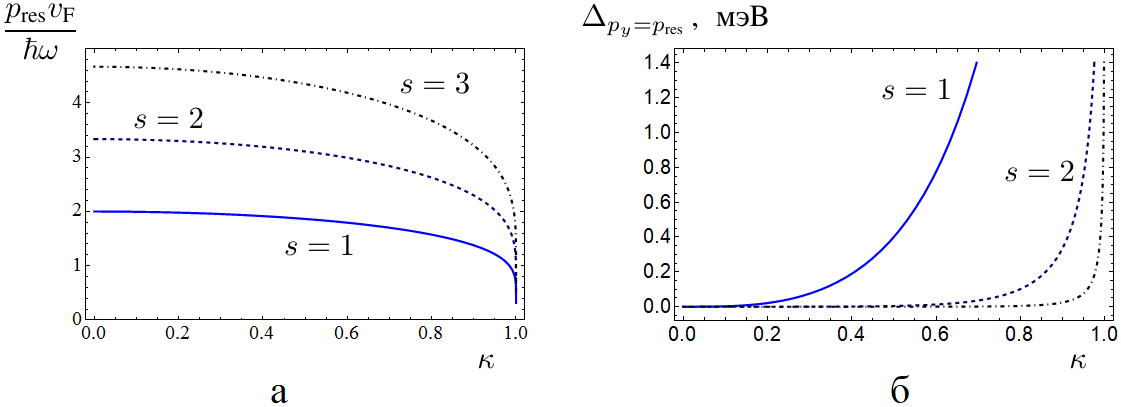 p_res v_F / ħω
s = 3
s = 2
s = 1
4
3
2
1
0
0.0 0.2 0.4 0.6 0.8 1.0
κ
а
Δ_{p_y=p_res} , мэВ
1.4
1.2
1.0
0.8
0.6
0.4
0.2
0.0
s = 1
s = 2
0.0 0.2 0.4 0.6 0.8 1.0
κ
б